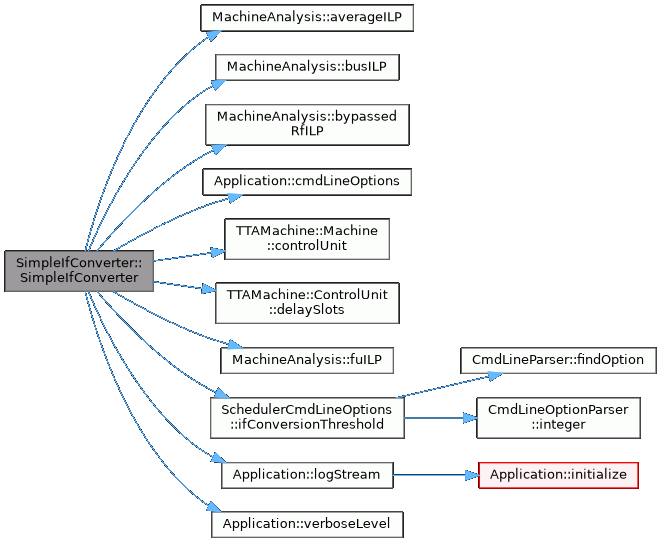 MachineAnalysis::averageILP
MachineAnalysis::busILP
MachineAnalysis::bypassed
RfILP
Application::cmdLineOptions
TTAMachine::Machine
::controlUnit
SimpleIfConverter::
SimpleIfConverter
TTAMachine::ControlUnit
::delaySlots
MachineAnalysis::fuILP
CmdLineParser::findOption
SchedulerCmdLineOptions
::ifConversionThreshold
CmdLineOptionParser
::integer
Application::logStream
Application::initialize
Application::verboseLevel